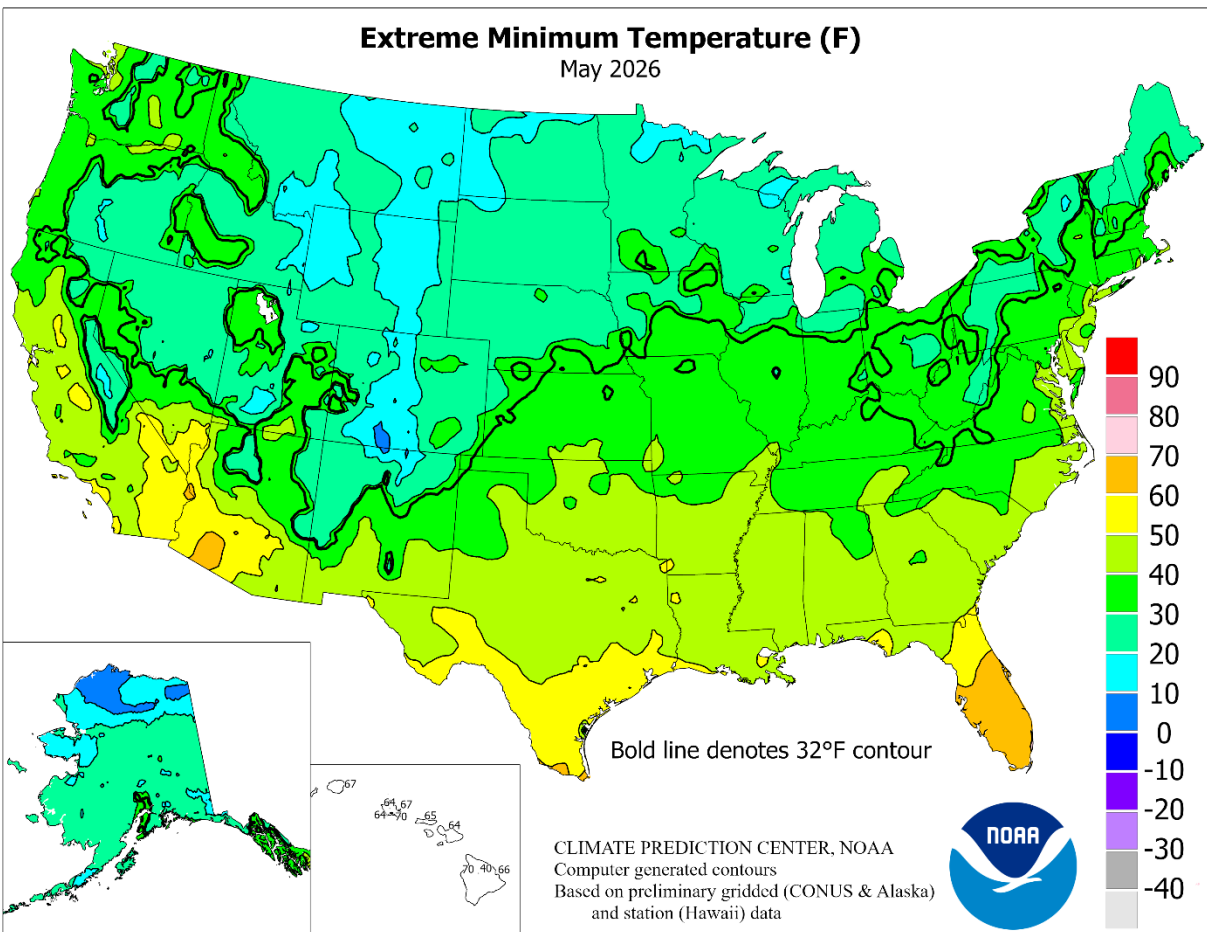 Extreme Minimum Temperature (F)
May 2026
90
80
70
60
50
40
30
20
10
0
-10
-20
-30
-40
Bold line denotes 32°F contour
67
64 67
64 70 65
64
70 40 66
CLIMATE PREDICTION CENTER, NOAA
Computer generated contours
Based on preliminary gridded (CONUS & Alaska)
and station (Hawaii) data
NOAA